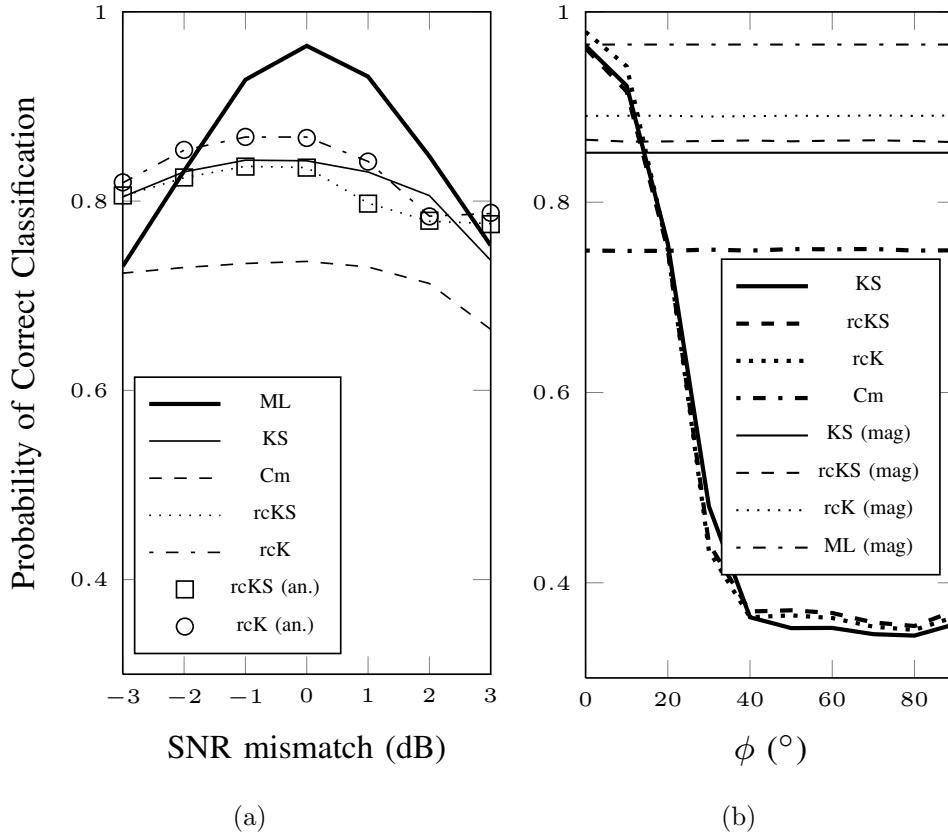 Probability of Correct Classification
1
0.8
0.6
0.4
−3 −2 −1 0 1 2 3
SNR mismatch (dB)
ML
KS
Cm
rcKS
rcK
rcKS (an.)
rcK (an.)
(a)
1
0.8
0.6
0.4
0 20 40 60 80
ϕ (°)
KS
rcKS
rcK
Cm
KS (mag)
rcKS (mag)
rcK (mag)
ML (mag)
(b)